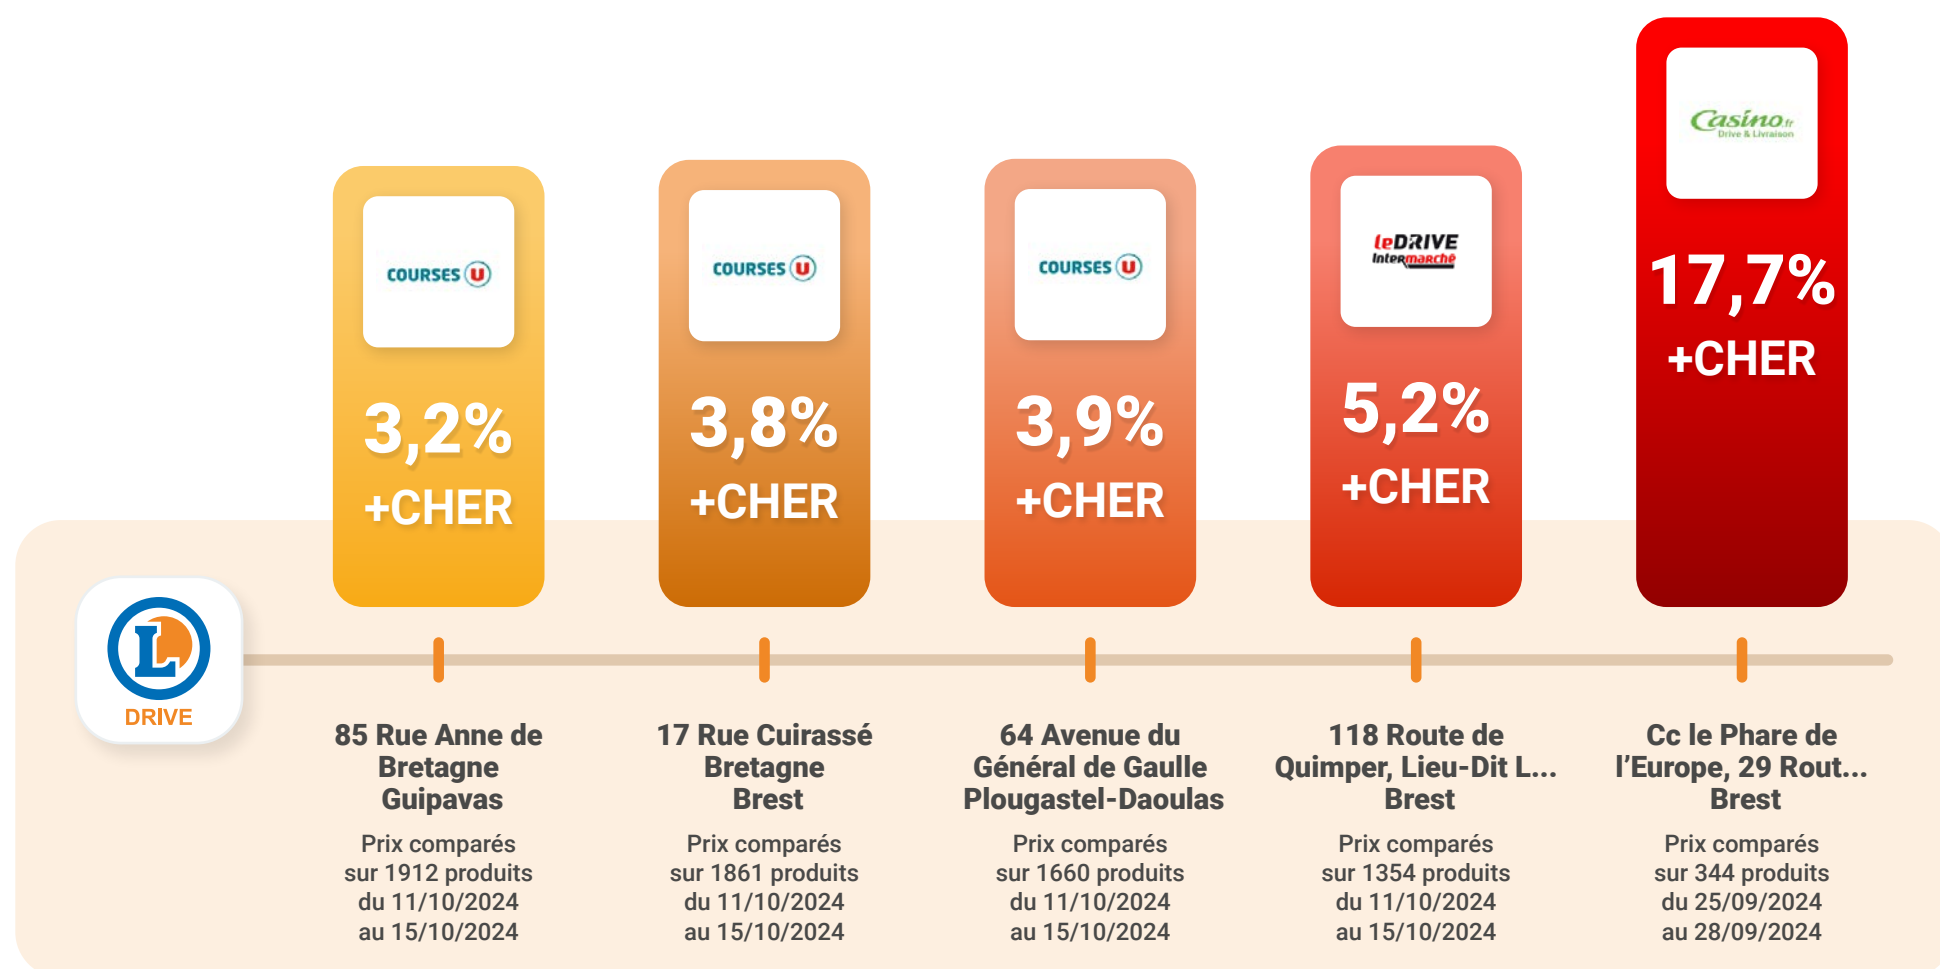 COURSES U
3,2%
+CHER
COURSES U
3,8%
+CHER
COURSES U
3,9%
+CHER
leDRIVE
Intermarché
5,2%
+CHER
Casino.fr
Drive & Livraison
17,7%
+CHER
L
DRIVE
85 Rue Anne de
Bretagne
Guipavas
Prix comparés
sur 1912 produits
du 11/10/2024
au 15/10/2024
17 Rue Cuirassé
Bretagne
Brest
Prix comparés
sur 1861 produits
du 11/10/2024
au 15/10/2024
64 Avenue du
Général de Gaulle
Plougastel-Daoulas
Prix comparés
sur 1660 produits
du 11/10/2024
au 15/10/2024
118 Route de
Quimper, Lieu-Dit L...
Brest
Prix comparés
sur 1354 produits
du 11/10/2024
au 15/10/2024
Cc le Phare de
l'Europe, 29 Rout...
Brest
Prix comparés
sur 344 produits
du 25/09/2024
au 28/09/2024